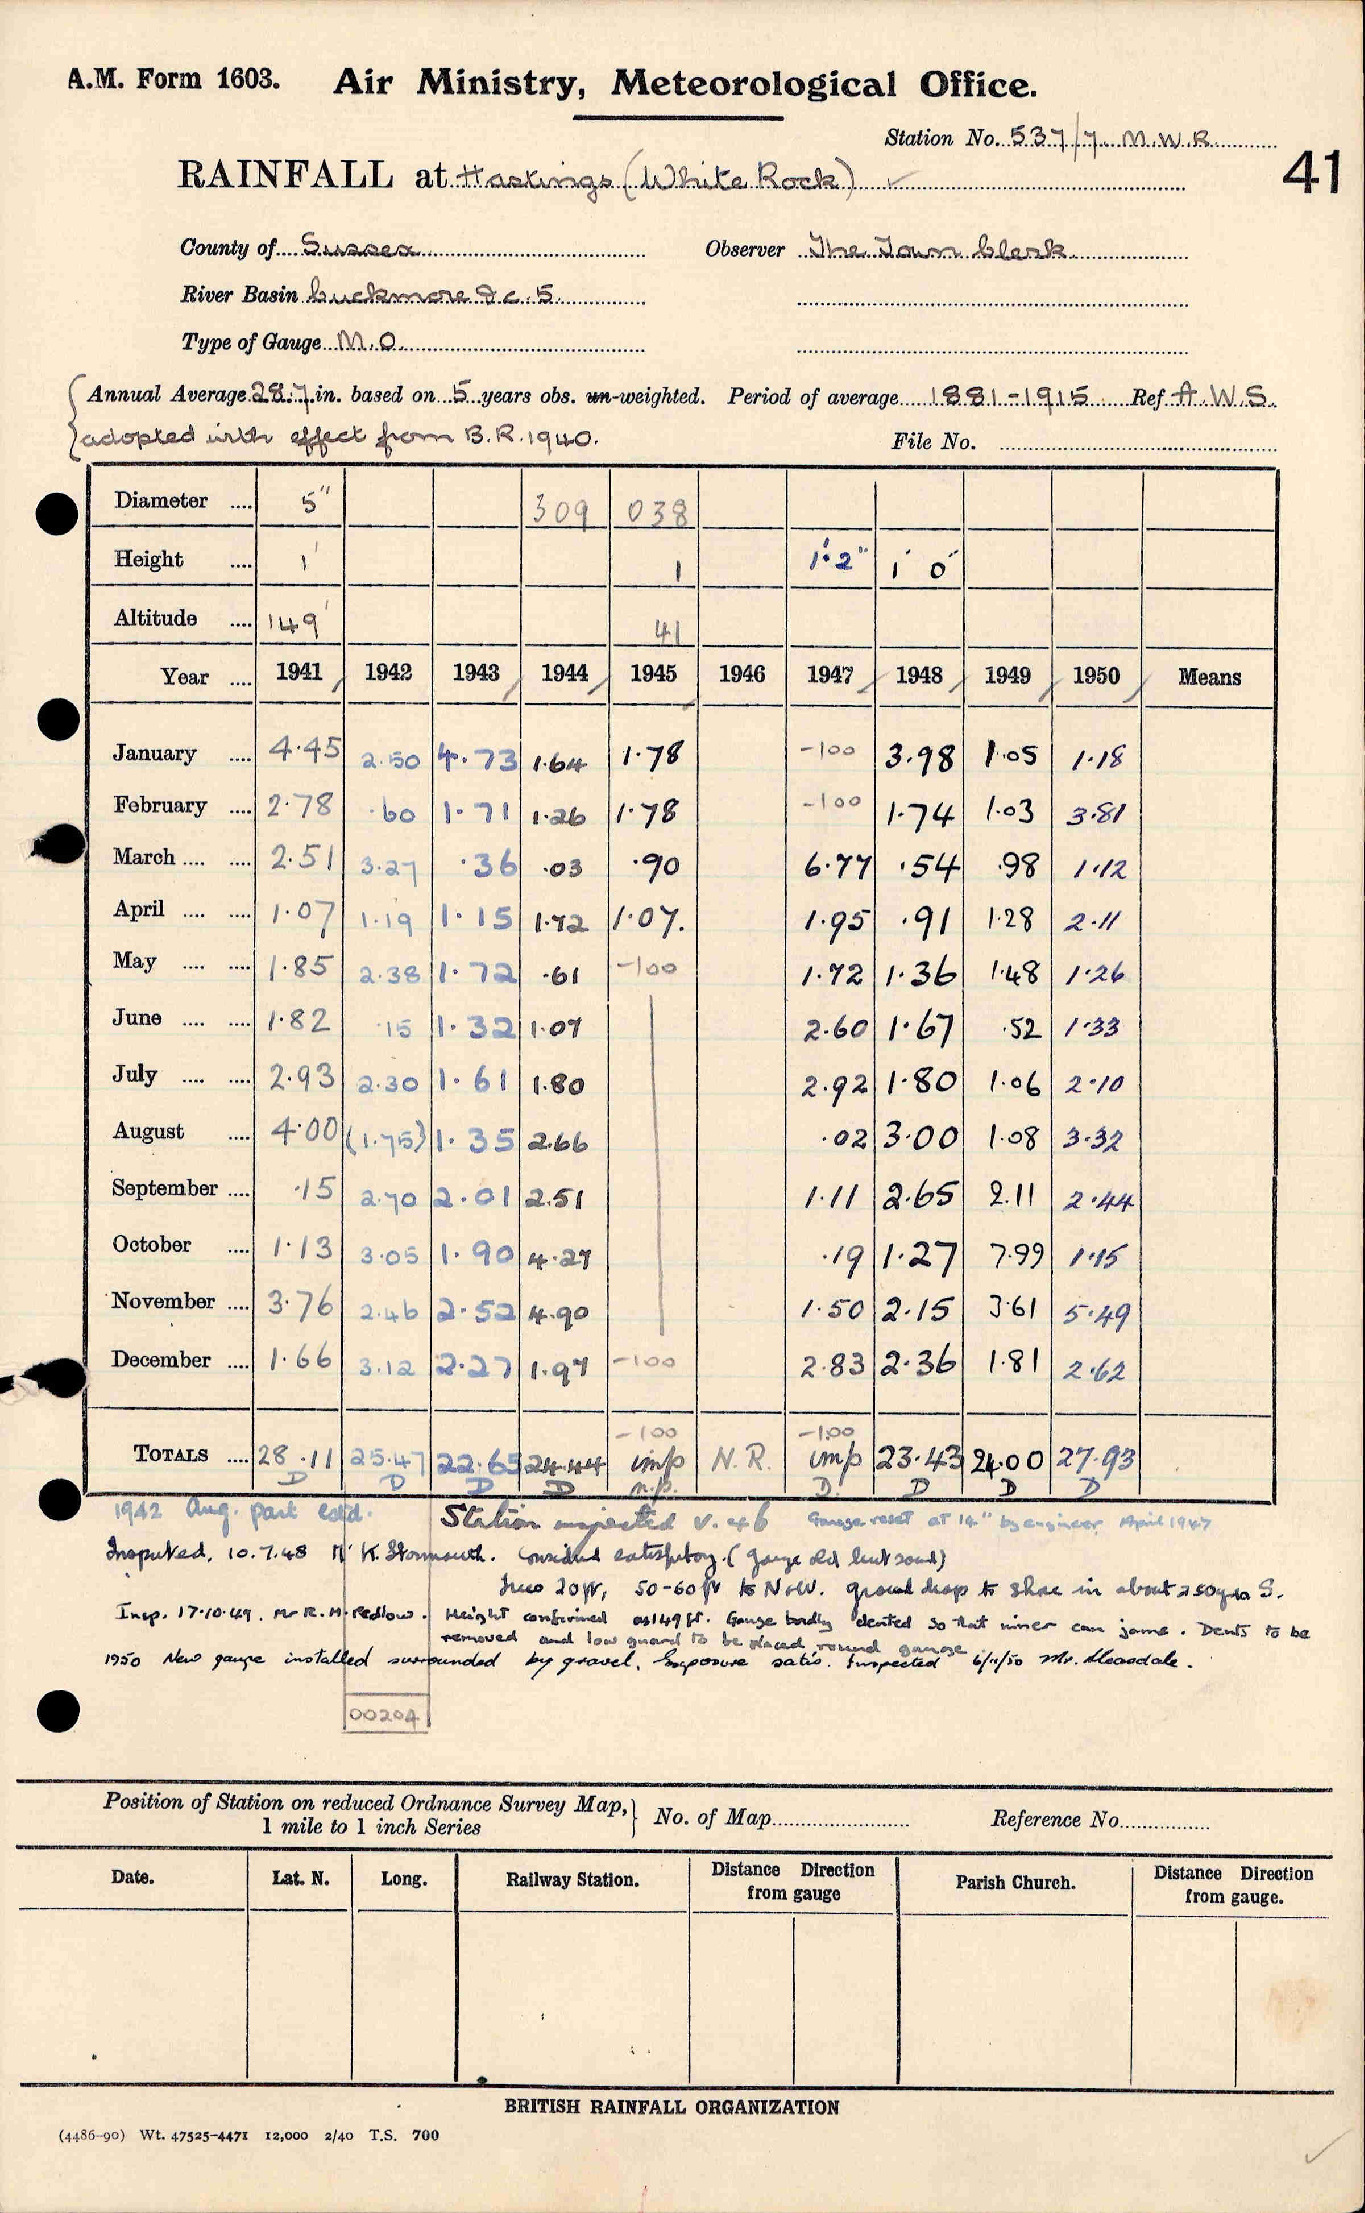 A.M. Form 1603. Air Ministry, Meteorological Office.
Station No. 537/7 M.W.R
41
RAINFALL at Hastings (White Rock) ✓
County of Sussex Observer The Town Clerk
River Basin Cuckmere &c. 5
Type of Gauge M.O.
Annual Average 28.7 in. based on 5 years obs. un-weighted. Period of average 1881-1915 Ref A.W.S.
adopted with effect from B.R. 1940. File No.
Diameter .... 5" 309 038
Height .... 1' 1 1'·2" 1' 0"
Altitude .... 149' 41
Year .... 1941 1942 1943 1944 1945 1946 1947 1948 1949 1950 Means
January .... 4.45 2.50 4.73 1.64 1.78 -100 3.98 1.05 1.18
February .... 2.78 .60 1.71 1.26 1.78 -100 1.74 1.03 3.81
March .... .... 2.51 3.27 .36 .03 .90 6.77 .54 .98 1.12
April .... .... 1.07 1.19 1.15 1.72 1.07. 1.95 .91 1.28 2.11
May .... .... 1.85 2.38 1.72 .61 -100 1.72 1.36 1.48 1.26
June .... .... 1.82 .15 1.32 1.07 2.60 1.67 .52 1.33
July .... .... 2.93 2.30 1.61 1.80 2.92 1.80 1.06 2.10
August .... 4.00 (1.75) 1.35 2.66 .02 3.00 1.08 3.32
September .... .15 2.70 2.01 2.51 1.11 2.65 2.11 2.44
October .... 1.13 3.05 1.90 4.27 .19 1.27 7.99 1.15
November .... 3.76 2.46 2.52 4.90 1.50 2.15 3.61 5.49
December .... 1.66 3.12 2.27 1.97 -100 2.83 2.36 1.81 2.62
-100 -100
TOTALS .... 28.11 25.47 22.65 24.44 imp N.R. imp 23.43 24.00 27.93
D D D D n.p. D. D D D
1942 Aug. part estd. Station inspected V. 46 Gauge reset at 14" by engineer April 1947
Inspected, 10.7.48 Mr K. Stormouth. Considered satisfactory. (Gauge old but sound)
Trees 20ft, 50-60ft to N&W. ground drops to shore in about 250yds S.
Insp. 17.10.49. Mr R. H. Pedlow. Height confirmed as 149 ft. Gauge badly dented so that inner can jams. Dents to be
removed and low guard to be placed round gauge
1950 New gauge installed surrounded by gravel. Exposure satis. Inspected 6/11/50 Mr. Bleasdale.
00204
Position of Station on reduced Ordnance Survey Map, 1 mile to 1 inch Series } No. of Map Reference No.
Date. Lat. N. Long. Railway Station. Distance Direction from gauge Parish Church. Distance Direction from gauge.
BRITISH RAINFALL ORGANIZATION
(4486-90) Wt. 47525-4471 12,000 2/40 T.S. 700